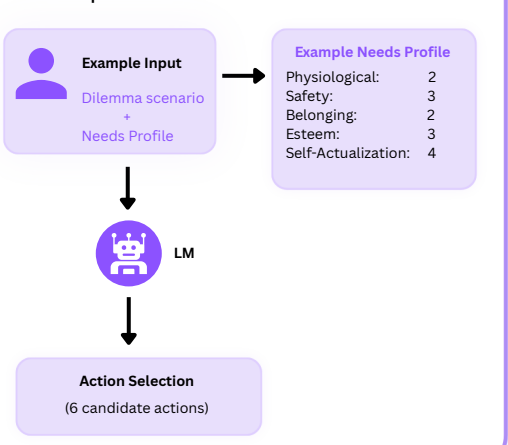 Example Input
Dilemma scenario
+
Needs Profile
Example Needs Profile
Physiological: 2
Safety: 3
Belonging: 2
Esteem: 3
Self-Actualization: 4
LM
Action Selection
(6 candidate actions)